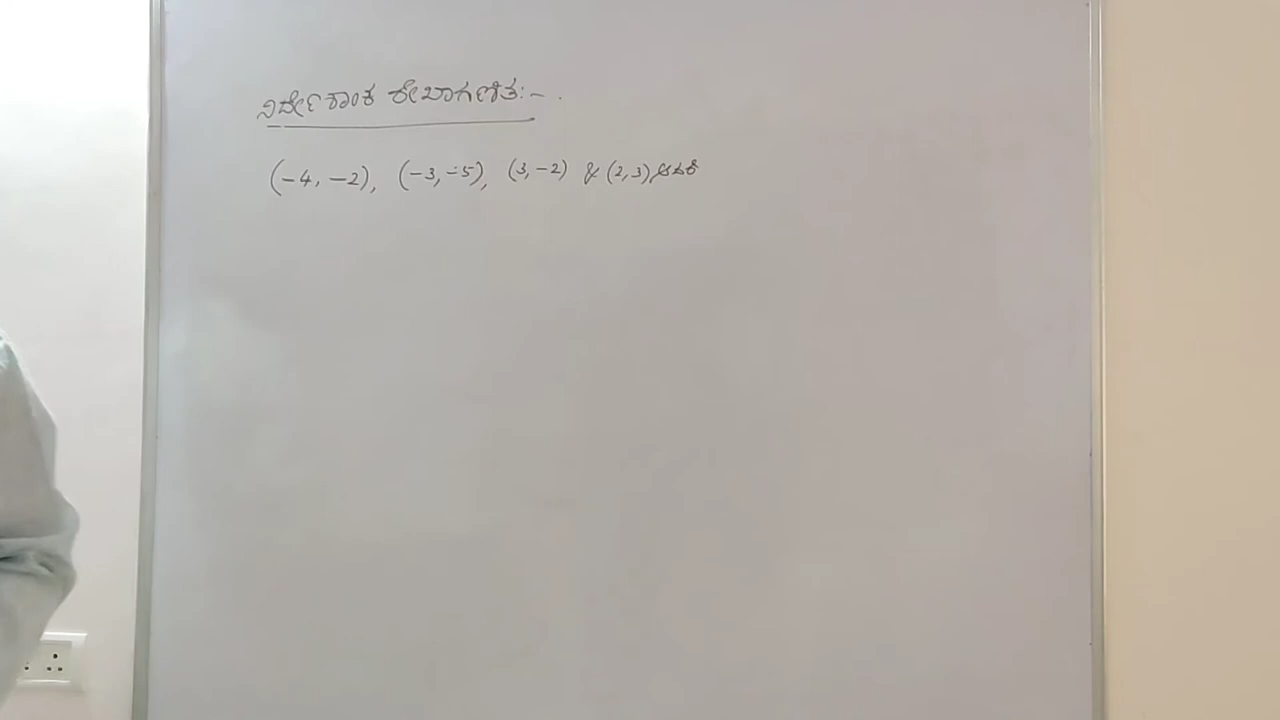 ನಿರ್ದೇಶಾಂಕ ರೇಖಾಗಣಿತ:-
(-4, -2), (-3, -5), (3, -2) & (2, 3)